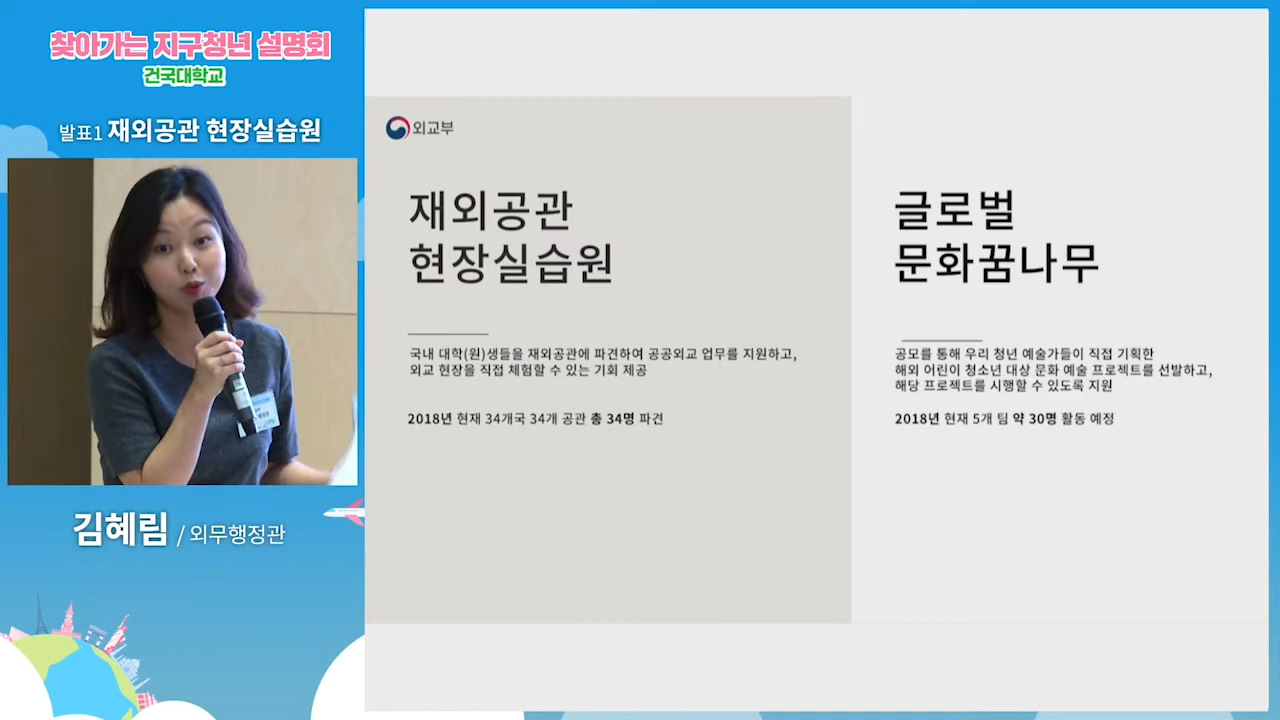 찾아가는 지구청년 설명회
건국대학교
발표1 재외공관 현장실습원
김혜림 / 외무행정관
외교부
재외공관
현장실습원
국내 대학(원)생들을 재외공관에 파견하여 공공외교 업무를 지원하고,
외교 현장을 직접 체험할 수 있는 기회 제공
2018년 현재 34개국 34개 공관 총 34명 파견
글로벌
문화꿈나무
공모를 통해 우리 청년 예술가들이 직접 기획한
해외 어린이 청소년 대상 문화 예술 프로젝트를 선발하고,
해당 프로젝트를 시행할 수 있도록 지원
2018년 현재 5개 팀 약 30명 활동 예정